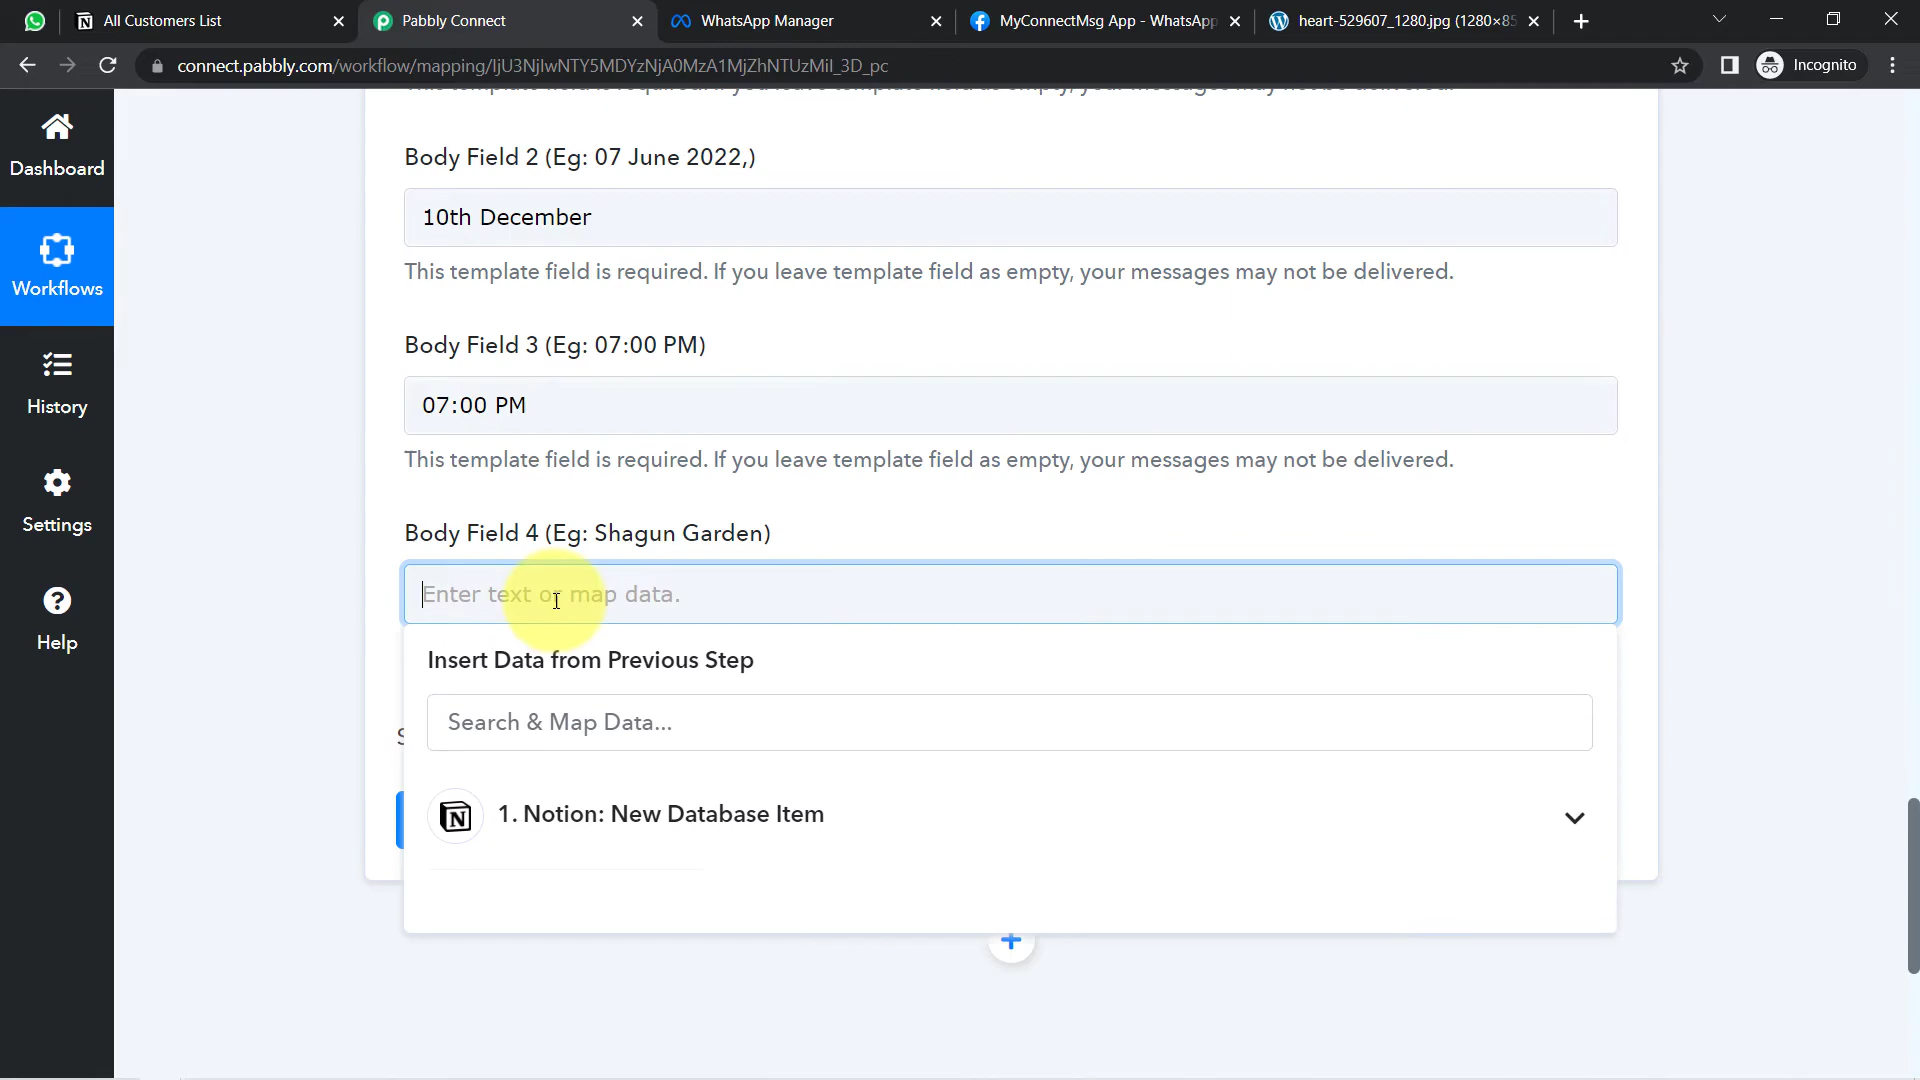 All Customers List
Pabbly Connect
WhatsApp Manager
MyConnectMsg App - WhatsApp
heart-529607_1280.jpg (1280×85
connect.pabbly.com/workflow/mapping/IjU3NjIwNTY5MDYzNjA0MzA1MjZhNTUzMiI_3D_pc
Incognito
Dashboard
Workflows
History
Settings
Help
This template field is required. If you leave template field as empty, your messages may not be delivered.
Body Field 2 (Eg: 07 June 2022,)
10th December
This template field is required. If you leave template field as empty, your messages may not be delivered.
Body Field 3 (Eg: 07:00 PM)
07:00 PM
This template field is required. If you leave template field as empty, your messages may not be delivered.
Body Field 4 (Eg: Shagun Garden)
Enter text or map data.
Insert Data from Previous Step
Search & Map Data...
1. Notion: New Database Item